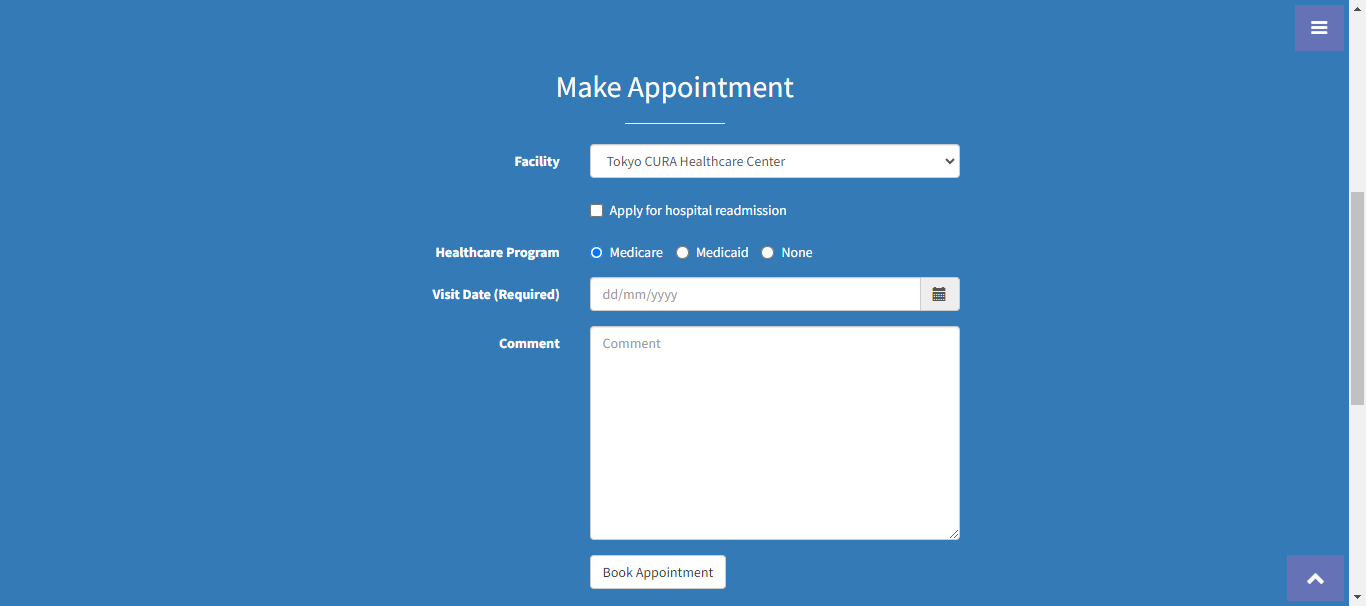 Make Appointment
Facility Tokyo CURA Healthcare Center
Apply for hospital readmission
Healthcare Program Medicare Medicaid None
Visit Date (Required) dd/mm/yyyy
Comment Comment
Book Appointment